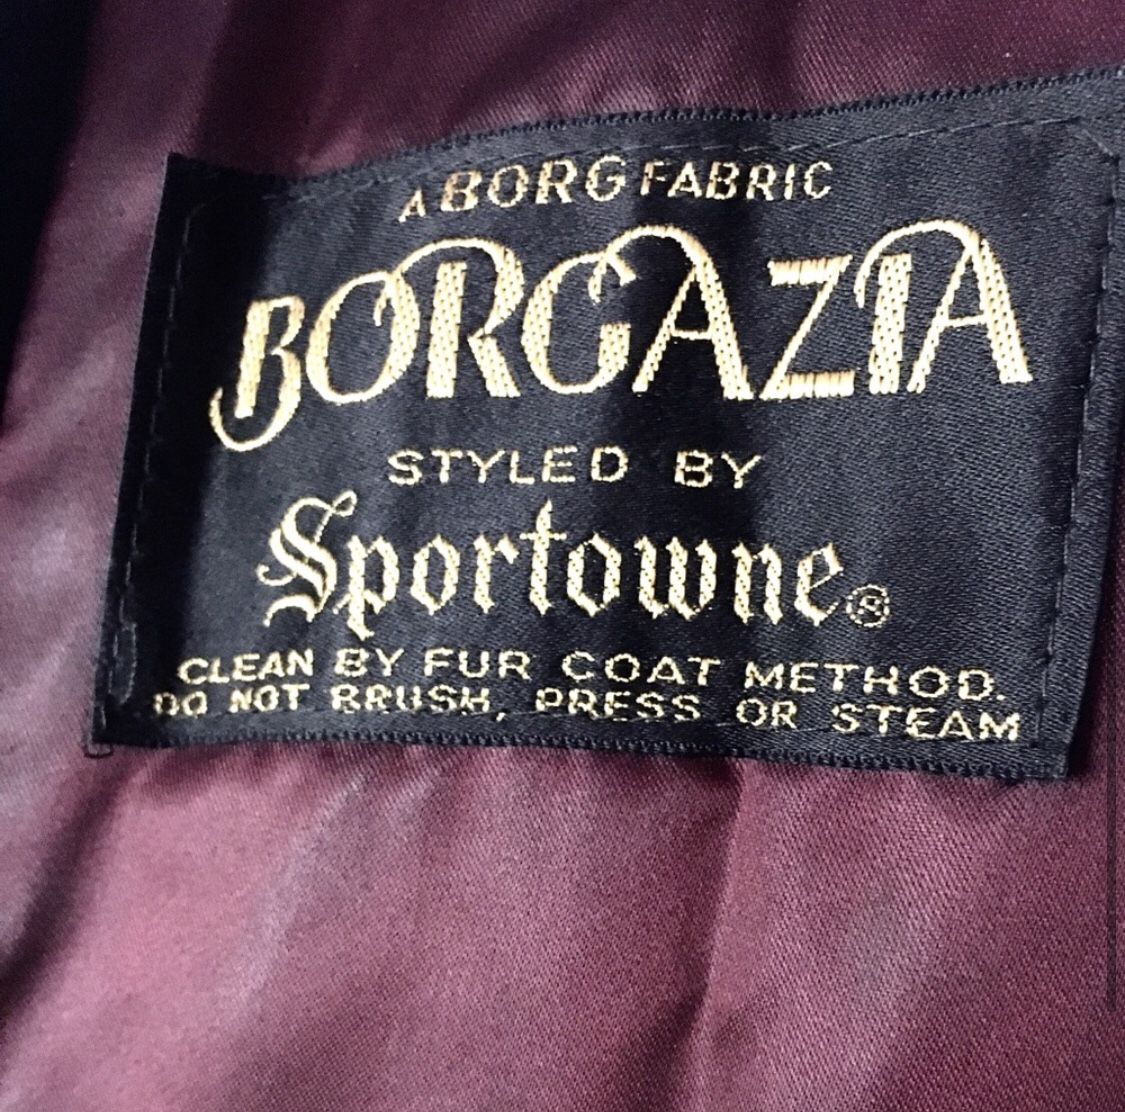 A BORG FABRIC
BORGAZIA
STYLED BY
Sportowne®
CLEAN BY FUR COAT METHOD.
DO NOT BRUSH, PRESS OR STEAM